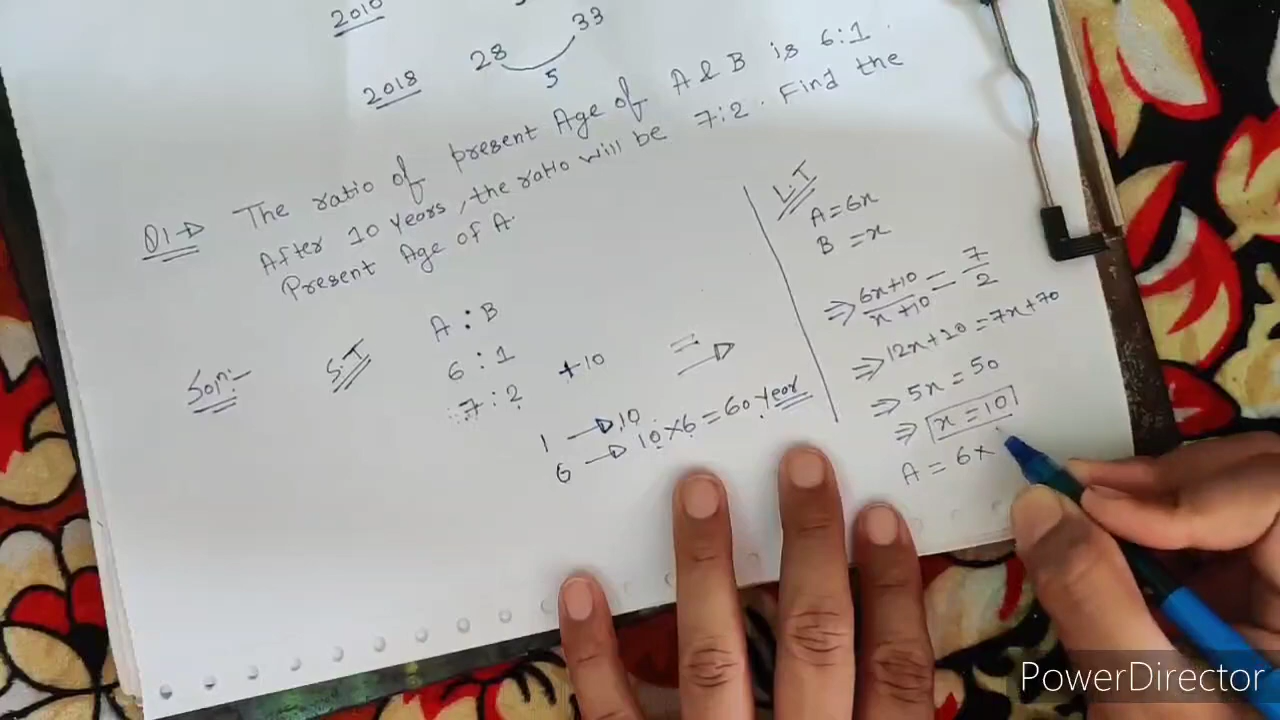 2010
33
28
5
2018
Q1→ The ratio of present Age of A & B is 6:1.
After 10 Years, the ratio will be 7:2. Find the
Present Age of A.
Soln:-
S.T
A : B
6 : 1
7 : 2
+10
⇒
1 → 10
6 → 10×6 = 60 year
L.T
A = 6x
B = x
⇒ 6x+10/x+10 = 7/2
⇒ 12x+20 = 7x+70
⇒ 5x = 50
⇒ x = 10
A = 6x
PowerDirector